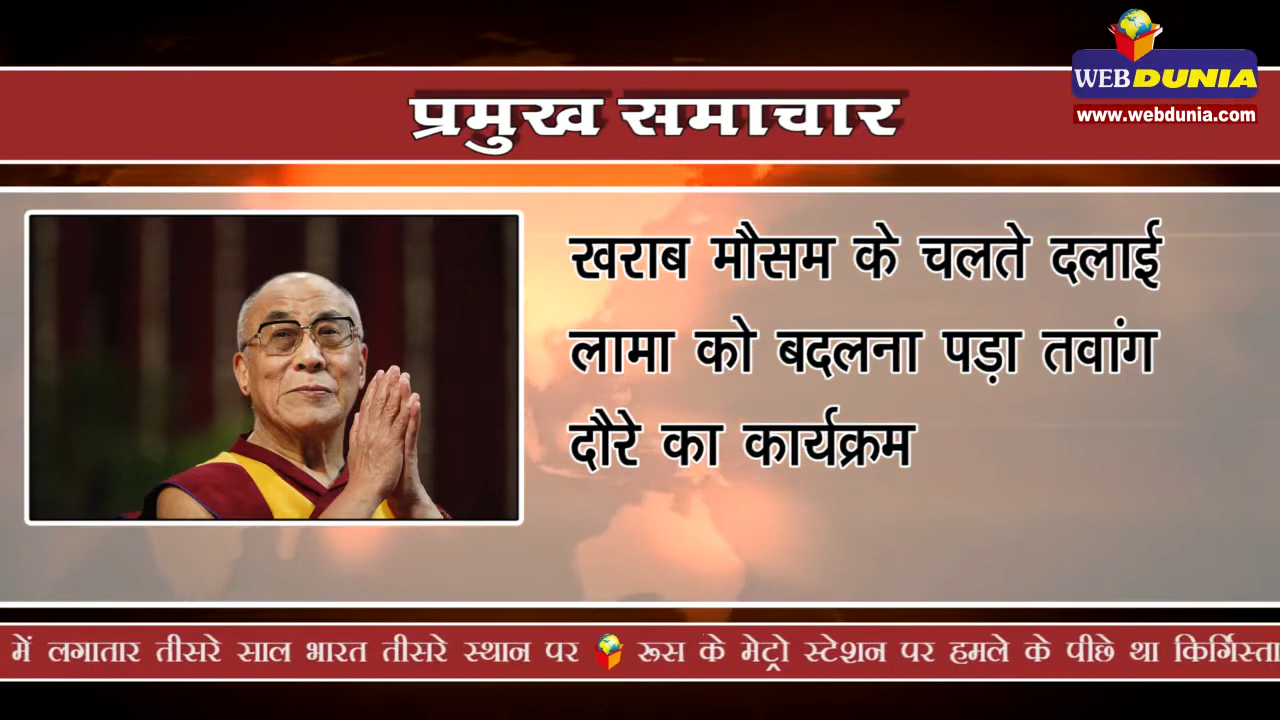 WEBDUNIA
www.webdunia.com
प्रमुख समाचार
खराब मौसम के चलते दलाई
लामा को बदलना पड़ा तवांग
दौरे का कार्यक्रम
में लगातार तीसरे साल भारत तीसरे स्थान पर रूस के मेट्रो स्टेशन पर हमले के पीछे था किर्गिस्ता